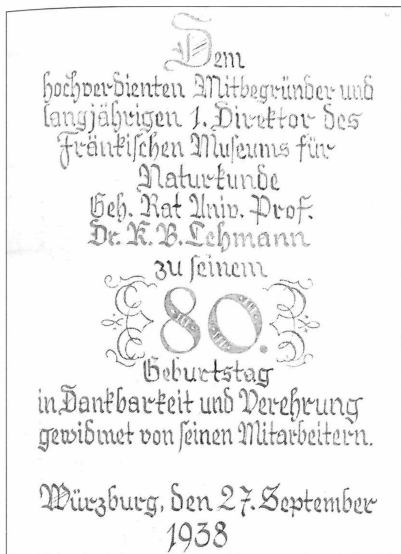 Dem
hochverdienten Mitbegründer und
langjährigen 1. Direktor des
Fränkischen Museums für
Naturkunde
Geh. Rat Univ. Prof.
Dr. K. B. Lehmann
zu seinem
80.
Geburtstag
in Dankbarkeit und Verehrung
gewidmet von seinen Mitarbeitern.
Würzburg, den 27. September
1938